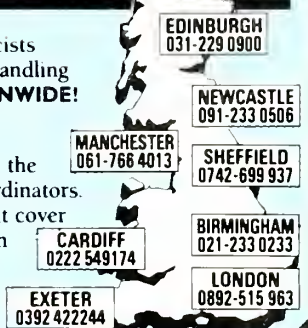 ists
andling
NWIDE!
the
rdinators.
t cover
n
EDINBURGH
031-229 0900
NEWCASTLE
091-233 0506
MANCHESTER
061-766 4013
SHEFFIELD
0742-699 937
BIRMINGHAM
021-233 0233
CARDIFF
0222 549174
LONDON
0892-515 963
EXETER
0392 422244